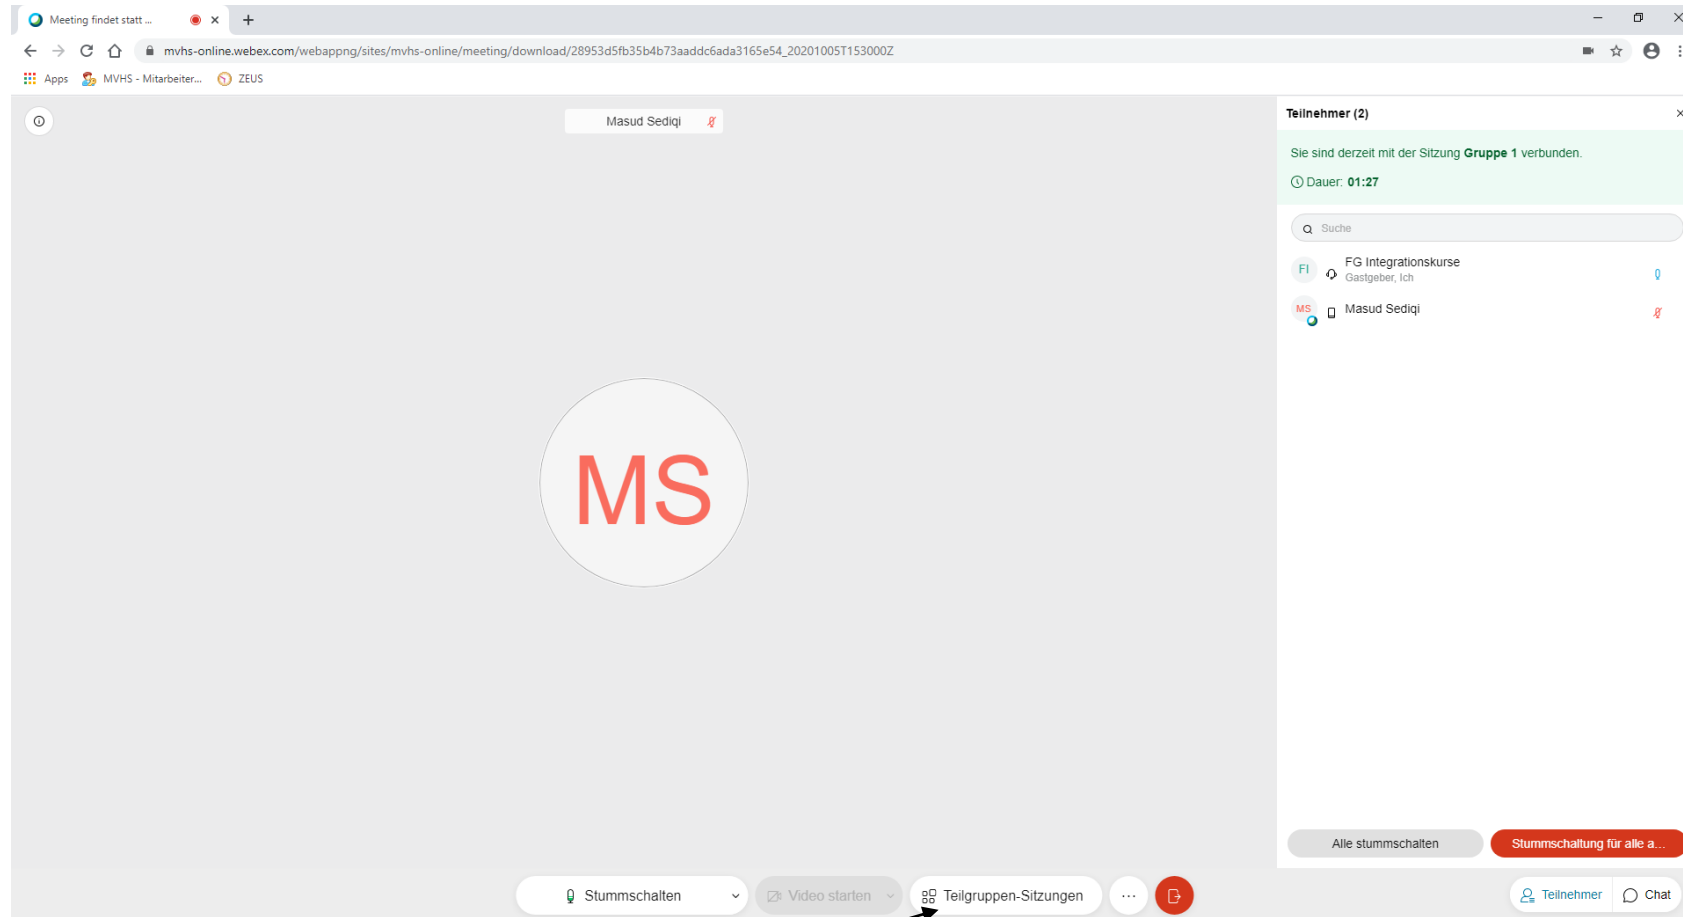 Meeting findet statt ...
mvhs-online.webex.com/webappng/sites/mvhs-online/meeting/download/28953d5fb35b4b73aaddc6ada3165e54_20201005T153000Z
Apps MVHS - Mitarbeiter... ZEUS
Masud Sediqi
Teilnehmer (2)
Sie sind derzeit mit der Sitzung Gruppe 1 verbunden.
Dauer: 01:27
Suche
FI FG Integrationskurse
Gastgeber, Ich
MS Masud Sediqi
MS
Alle stummschalten Stummschaltung für alle a...
Stummschalten Video starten Teilgruppen-Sitzungen ... Teilnehmer Chat